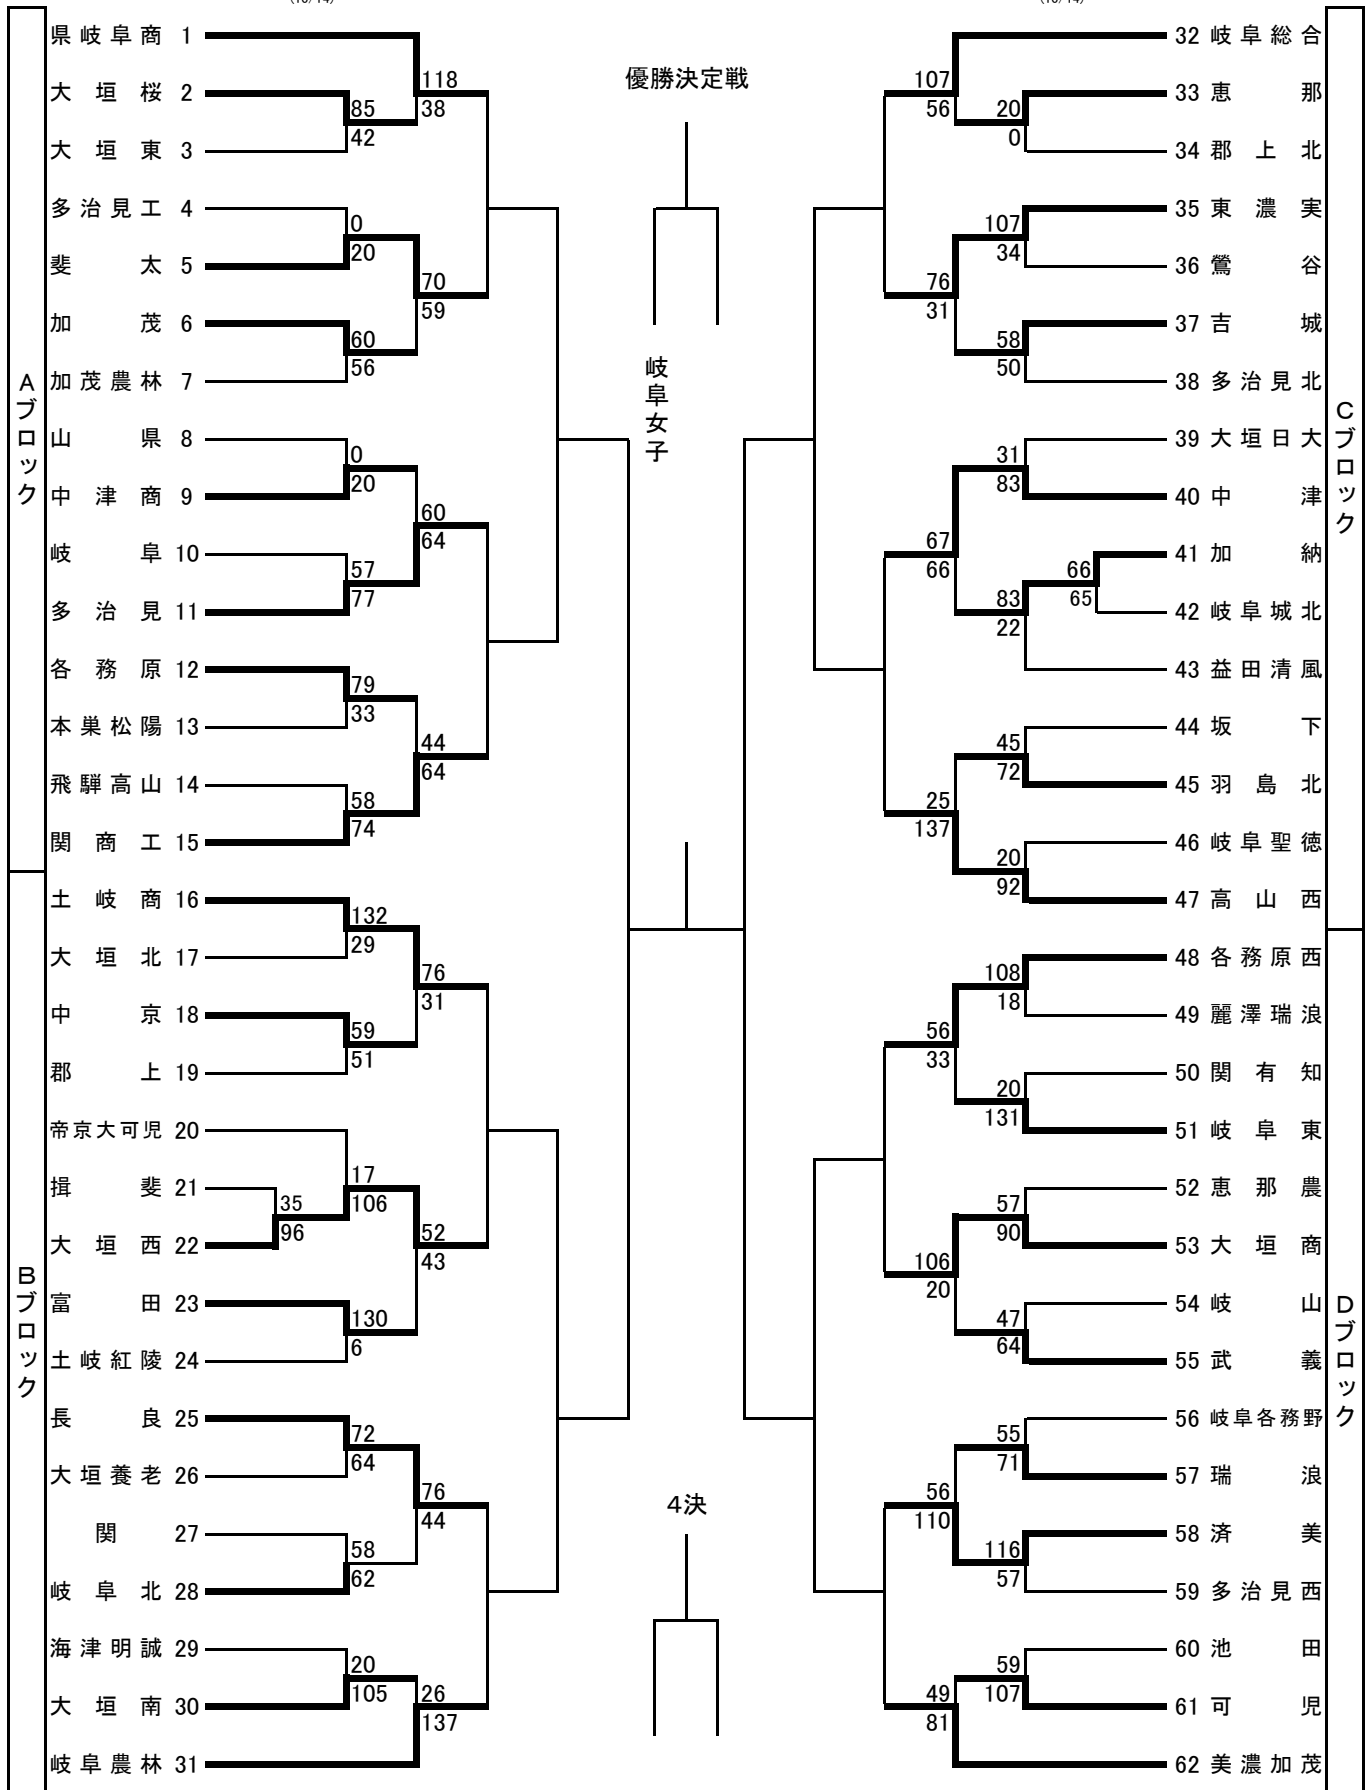 (10/14)
(10/14)
優勝決定戦
岐阜女子
4決
Aブロック
県岐阜商 1
118
38
大垣桜 2
85
42
大垣東 3
多治見工 4
0
20
斐太 5
70
59
加茂 6
60
56
加茂農林 7
山県 8
0
20
中津商 9
60
64
岐阜 10
57
77
多治見 11
各務原 12
79
33
本巣松陽 13
44
64
飛騨高山 14
58
74
関商工 15
Bブロック
土岐商 16
132
29
大垣北 17
76
31
中京 18
59
51
郡上 19
帝京大可児 20
17
106
揖斐 21
35
96
大垣西 22
52
43
富田 23
130
6
土岐紅陵 24
長良 25
72
64
大垣養老 26
76
44
関 27
58
62
岐阜北 28
海津明誠 29
20
105
大垣南 30
26
137
岐阜農林 31
Cブロック
32 岐阜総合
107
56
33 恵那
20
0
34 郡上北
35 東濃実
107
34
36 鶯谷
76
31
37 吉城
58
50
38 多治見北
39 大垣日大
31
83
40 中津
67
66
41 加納
66
65
42 岐阜城北
83
22
43 益田清風
44 坂下
45
72
45 羽島北
25
137
46 岐阜聖徳
20
92
47 高山西
Dブロック
48 各務原西
108
18
49 麗澤瑞浪
56
33
50 関有知
20
131
51 岐阜東
52 恵那農
57
90
53 大垣商
106
20
54 岐山
47
64
55 武義
56 岐阜各務野
55
71
57 瑞浪
56
110
58 済美
116
57
59 多治見西
60 池田
59
107
61 可児
49
81
62 美濃加茂